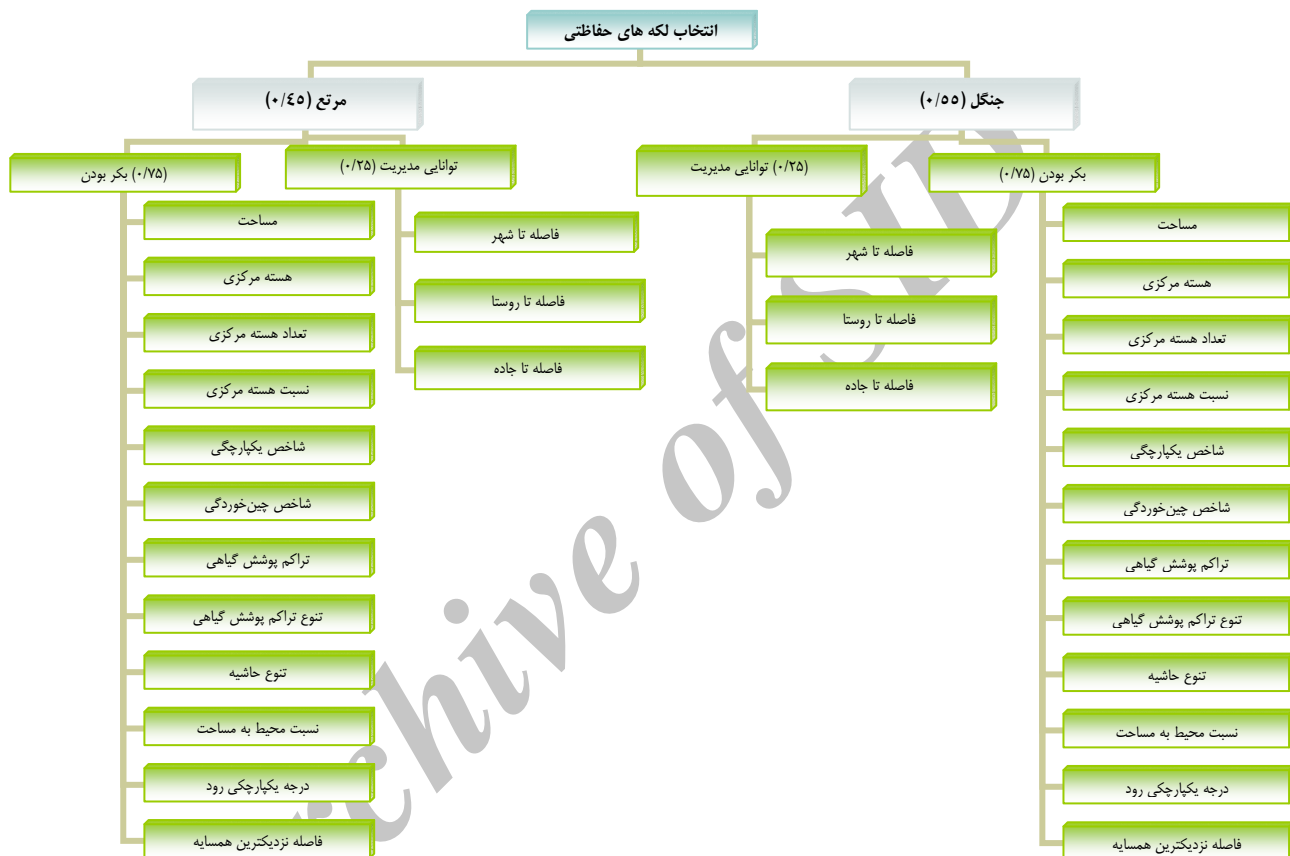 انتخاب لکه های حفاظتی
جنگل (۰/۵۵)
مرتع (۰/٤٥)
بکر بودن (۰/۷۵)
مساحت
هسته مرکزی
تعداد هسته مرکزی
نسبت هسته مرکزی
شاخص یکپارچگی
شاخص چین‌خوردگی
تراکم پوشش گیاهی
تنوع تراکم پوشش گیاهی
تنوع حاشیه
نسبت محیط به مساحت
درجه یکپارچکی رود
فاصله نزدیکترین همسایه
(۰/۲۵) توانایی مدیریت
فاصله تا شهر
فاصله تا روستا
فاصله تا جاده
توانایی مدیریت (۰/۲۵)
فاصله تا شهر
فاصله تا روستا
فاصله تا جاده
(۰/۷۵) بکر بودن
مساحت
هسته مرکزی
تعداد هسته مرکزی
نسبت هسته مرکزی
شاخص یکپارچگی
شاخص چین‌خوردگی
تراکم پوشش گیاهی
تنوع تراکم پوشش گیاهی
تنوع حاشیه
نسبت محیط به مساحت
درجه یکپارچکی رود
فاصله نزدیکترین همسایه
Archive of SID